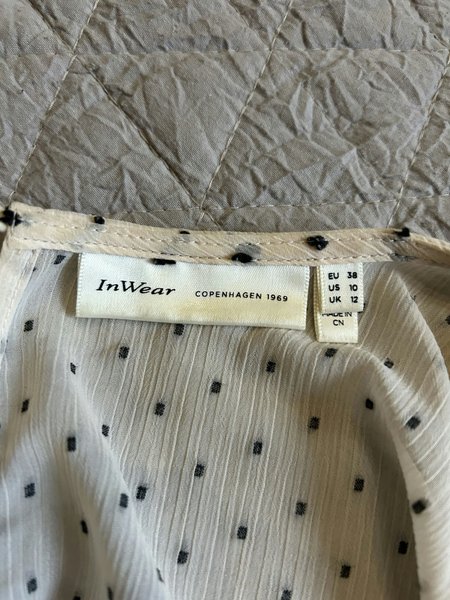 InWear COPENHAGEN 1969
EU 38
US 10
UK 12
MADE IN
CN